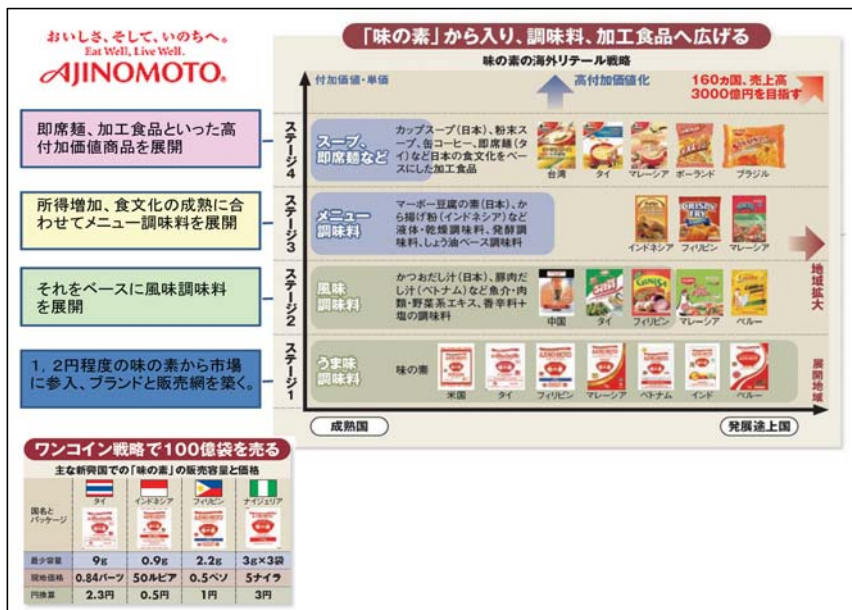 おいしさ、そして、いのちへ。
Eat Well, Live Well.
AJINOMOTO®
「味の素」から入り、調味料、加工食品へ広げる
味の素の海外リテール戦略
付加価値・単価
高付加価値化
160ヵ国、売上高
3000億円を目指す
即席麺、加工食品といった高
付加価値商品を展開
ステージ4
スープ、
即席麺など
カップスープ(日本)、粉末ス
ープ、缶コーヒー、即席麺(タ
イ)など日本の食文化をベー
スにした加工食品
台湾
タイ
マレーシア
ポーランド
ブラジル
所得増加、食文化の成熟に合
わせてメニュー調味料を展開
ステージ3
メニュー
調味料
マーボー豆腐の素(日本)、か
ら揚げ粉(インドネシア)など
液体・乾燥調味料、発酵調
味料、しょう油ベース調味料
インドネシア
フィリピン
マレーシア
それをベースに風味調味料
を展開
ステージ2
風味
調味料
かつおだし汁(日本)、豚肉だ
し汁(ベトナム)など魚介・肉
類・野菜系エキス、香辛料+
塩の調味料
中国
タイ
フィリピン
マレーシア
ペルー
地域拡大
1,2円程度の味の素から市場
に参入、ブランドと販売網を築く。
ステージ1
うま味
調味料
味の素
米国
タイ
フィリピン
マレーシア
ベトナム
インド
ペルー
展開地域
成熟国
発展途上国
ワンコイン戦略で100億袋を売る
主な新興国での「味の素」の販売容量と価格
国名と
パッケージ
タイ
インドネシア
フィリピン
ナイジェリア
最少容量
9g
0.9g
2.2g
3g×3袋
現地価格
0.84バーツ
50ルピア
0.5ペソ
5ナイラ
円換算
2.3円
0.5円
1円
3円